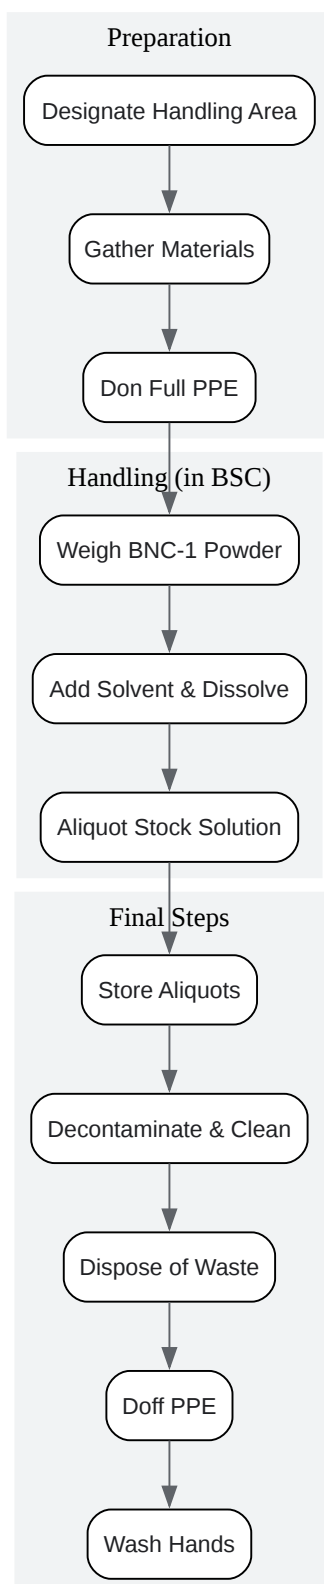 Preparation
Designate Handling Area
Gather Materials
Don Full PPE
Handling (in BSC)
Weigh BNC-1 Powder
Add Solvent & Dissolve
Aliquot Stock Solution
Final Steps
Store Aliquots
Decontaminate & Clean
Dispose of Waste
Doff PPE
Wash Hands